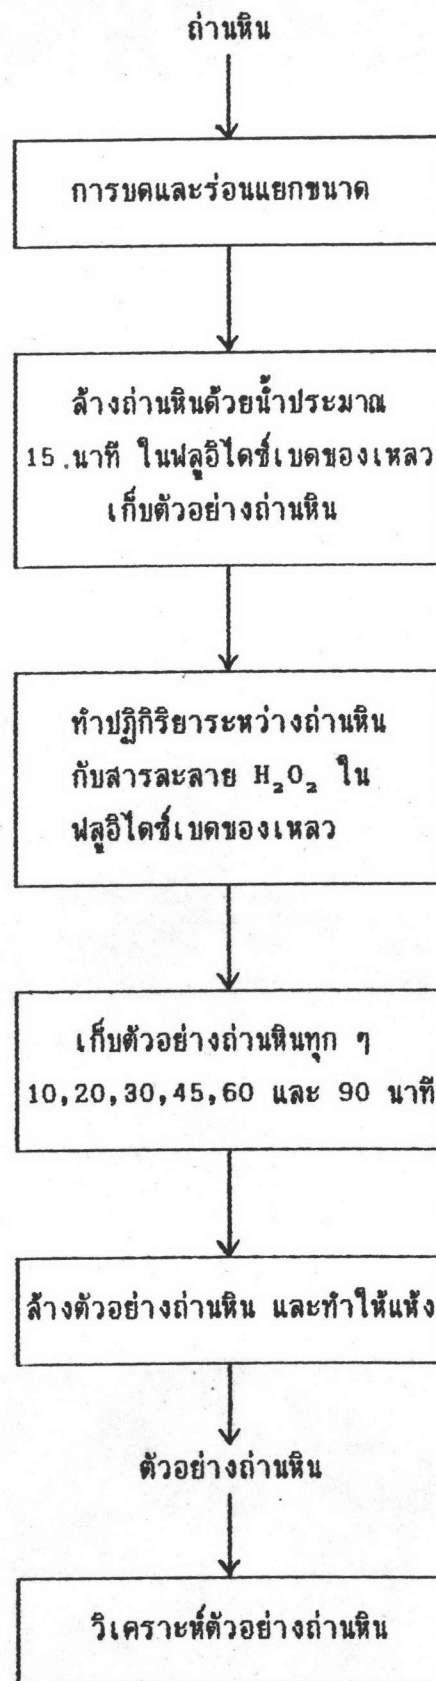 ถ่านหิน
การบดและร่อนแยกขนาด
ล้างถ่านหินด้วยน้ำประมาณ
15 นาที ในฟลูอิไดซ์เบดของเหลว
เก็บตัวอย่างถ่านหิน
ทำปฏิกิริยาระหว่างถ่านหิน
กับสารละลาย H₂O₂ ใน
ฟลูอิไดซ์เบดของเหลว
เก็บตัวอย่างถ่านหินทุก ๆ
10,20,30,45,60 และ 90 นาที
ล้างตัวอย่างถ่านหิน และทำให้แห้ง
ตัวอย่างถ่านหิน
วิเคราะห์ตัวอย่างถ่านหิน